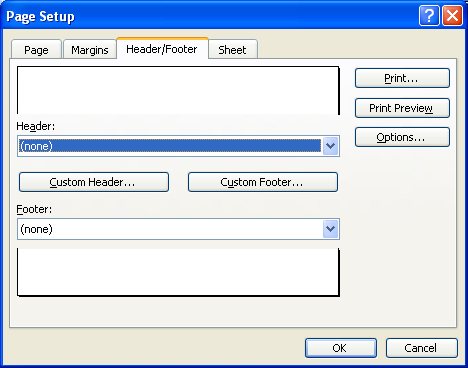 Page Setup
Page Margins Header/Footer Sheet
Print...
Print Preview
Header:
(none)
Options...
Custom Header... Custom Footer...
Footer:
(none)
OK Cancel